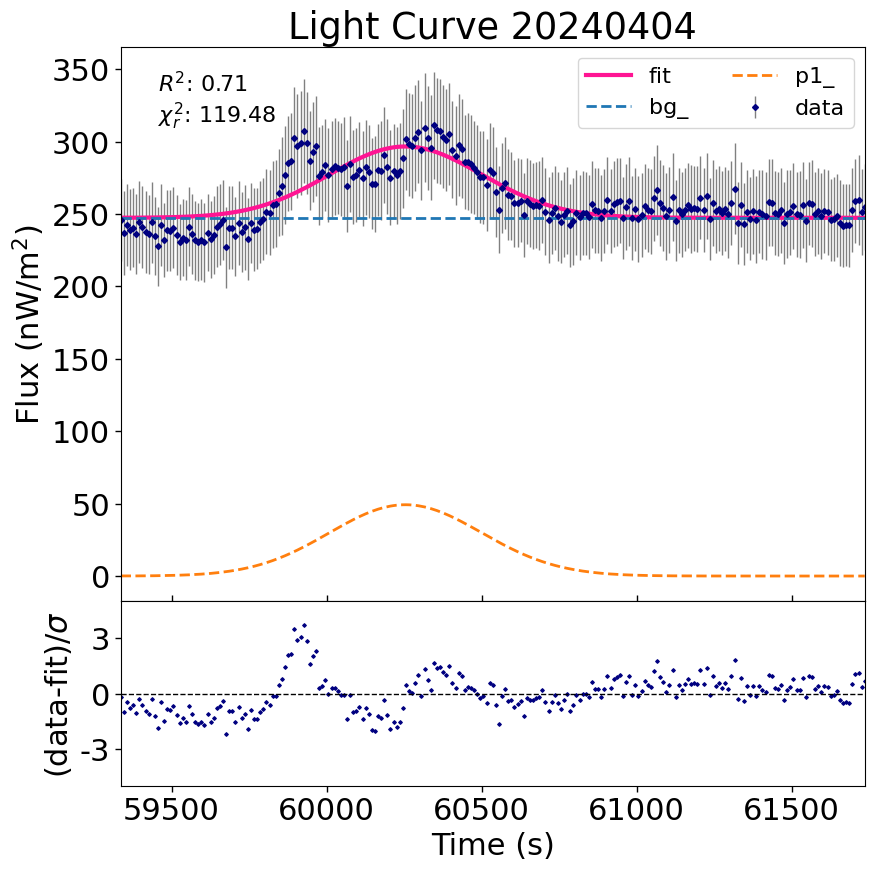 Light Curve 20240404
R²: 0.71
χ²ᵣ: 119.48
fit
bg_
p1_
data
Flux (nW/m²)
350
300
250
200
150
100
50
0
(data-fit)/σ
3
0
-3
59500 60000 60500 61000 61500
Time (s)